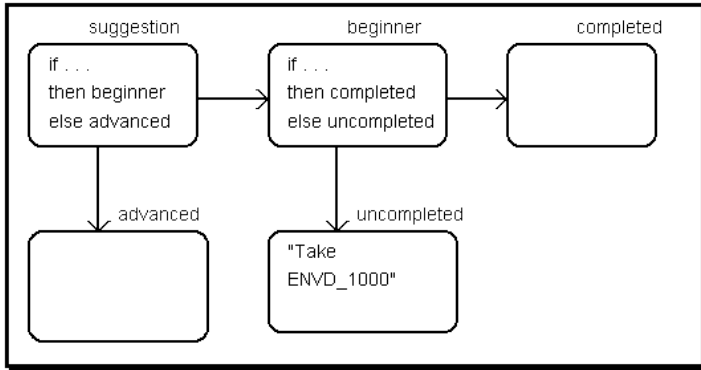 suggestion
if . . .
then beginner
else advanced
beginner
if . . .
then completed
else uncompleted
completed
advanced
uncompleted
"Take
ENVD_1000"